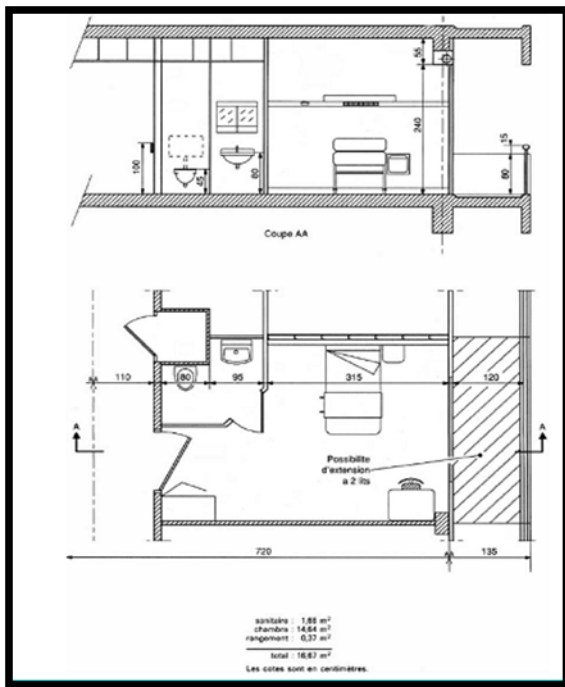 55
240
100
45
80
15
80
Coupe AA
110
80
95
315
120
A
A
Possibilite
d'extension
a 2 lits
720
135
sanitaire : 1,66 m²
chambre : 14,64 m²
rangement : 0,37 m²
total : 16,67 m²
Les cotes sont en centimètres.